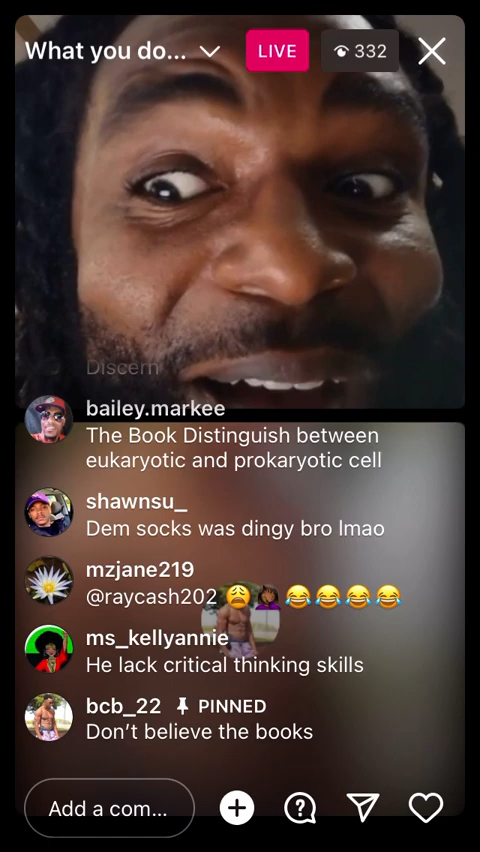 What you do...
LIVE
332
Discern
bailey.markee
The Book Distinguish between
eukaryotic and prokaryotic cell
shawnsu_
Dem socks was dingy bro lmao
mzjane219
@raycash202 😩🤦🏾‍♀️ 😂😂😂😂
ms_kellyannie
He lack critical thinking skills
bcb_22 PINNED
Don’t believe the books
Add a com...